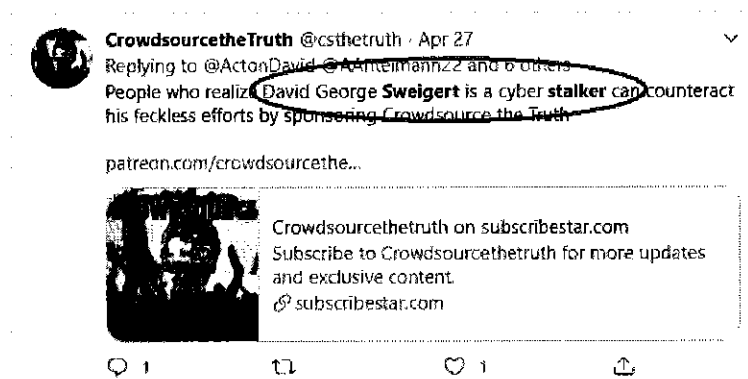 CrowdsourcetheTruth @csthetruth · Apr 27
Replying to @ActonDavid @AAntelmann22 and 6 others
People who realize David George Sweigert is a cyber stalker can counteract
his feckless efforts by sponsering Crowdsource the Truth
patreon.com/crowdsourcethe...
Crowdsourcethetruth on subscribestar.com
Subscribe to Crowdsourcethetruth for more updates
and exclusive content.
subscribestar.com
1
1